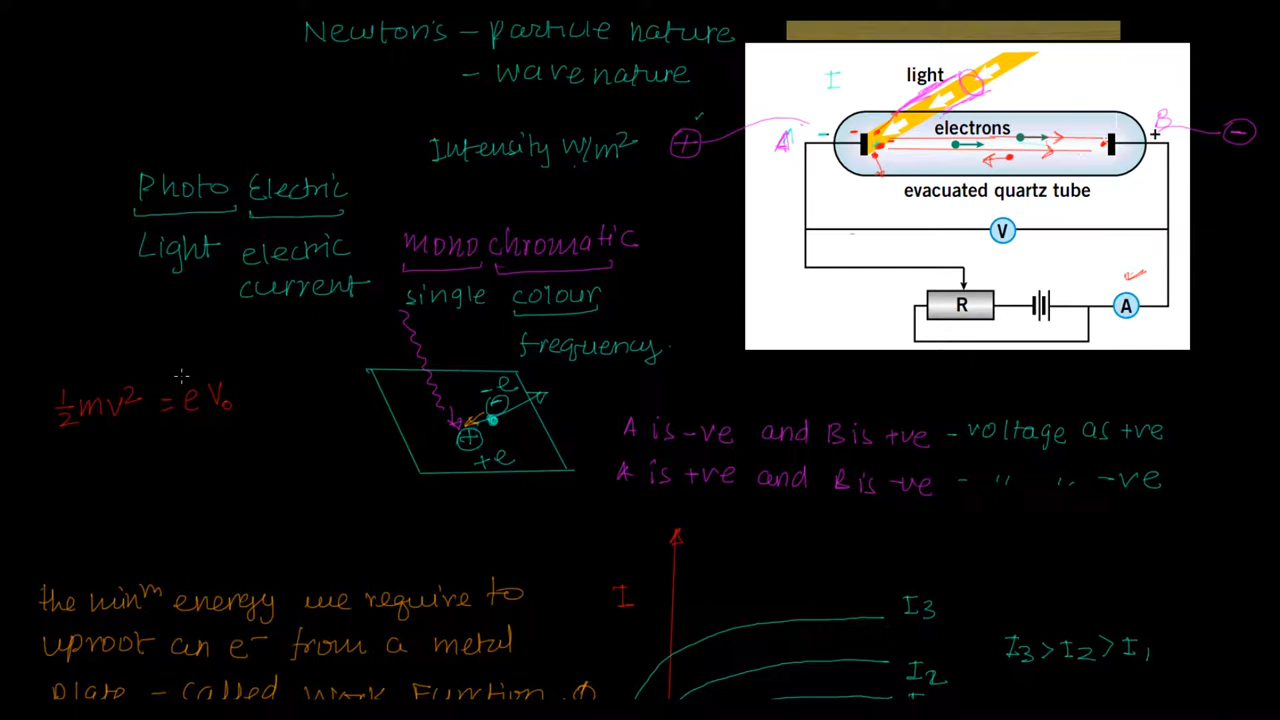 Newton's - particle nature
- wave nature
Intensity W/m²
Photo Electric
Light electric
current
mono chromatic
single colour
frequency.
½mv² = eV₀
-e
-
+
+e
light
I
electrons
A
-
B
+
+
-
evacuated quartz tube
V
R
A
A is -ve and B is +ve - voltage as +ve
A is +ve and B is -ve - " " -ve
the minᵐ energy we require to
uproot an e⁻ from a metal
plate - called Work Function. ϕ
I
I3
I2
I₃ > I₂ > I₁